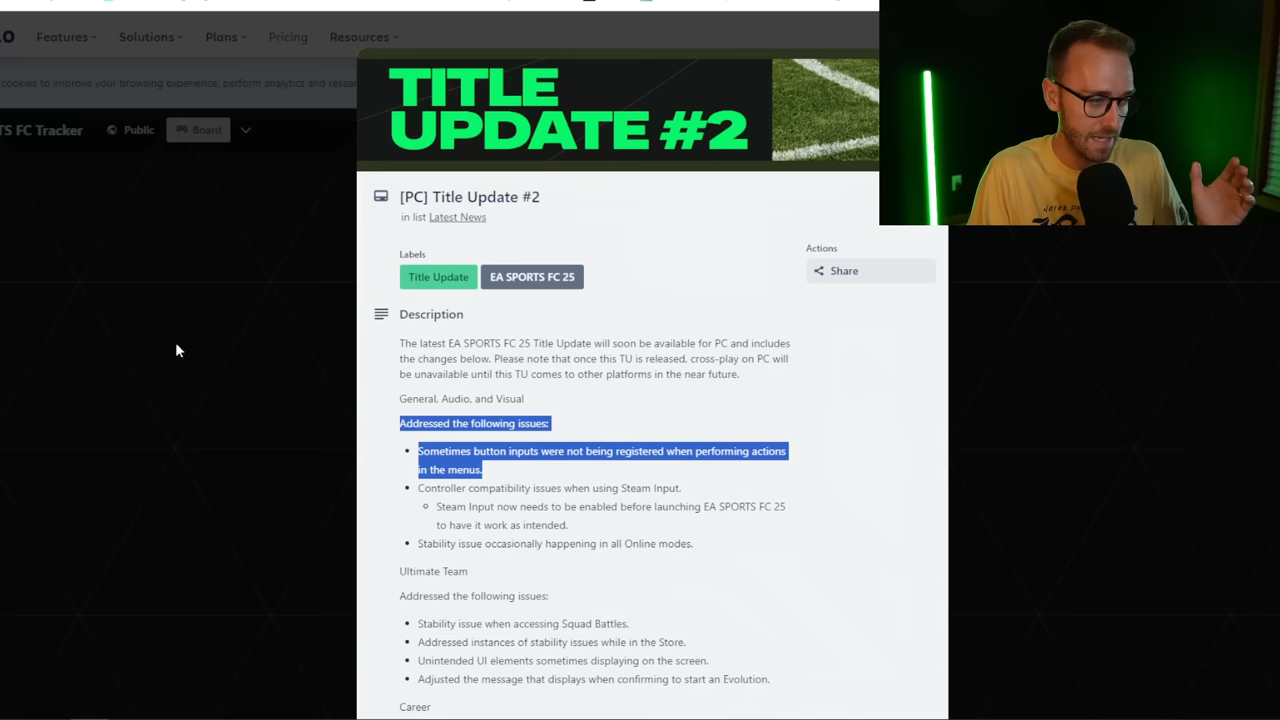 Features Solutions Plans Pricing Resources
cookies to improve your browsing experience, perform analytics and
TS FC Tracker Public Board
TITLE
UPDATE #2
[PC] Title Update #2
in list Latest News
Labels
Title Update EA SPORTS FC 25
Actions
Share
Description
The latest EA SPORTS FC 25 Title Update will soon be available for PC and includes
the changes below. Please note that once this TU is released, cross-play on PC will
be unavailable until this TU comes to other platforms in the near future.
General, Audio, and Visual
Addressed the following issues:
Sometimes button inputs were not being registered when performing actions
in the menus.
Controller compatibility issues when using Steam Input.
Steam Input now needs to be enabled before launching EA SPORTS FC 25
to have it work as intended.
Stability issue occasionally happening in all Online modes.
Ultimate Team
Addressed the following issues:
Stability issue when accessing Squad Battles.
Addressed instances of stability issues while in the Store.
Unintended UI elements sometimes displaying on the screen.
Adjusted the message that displays when confirming to start an Evolution.
Career